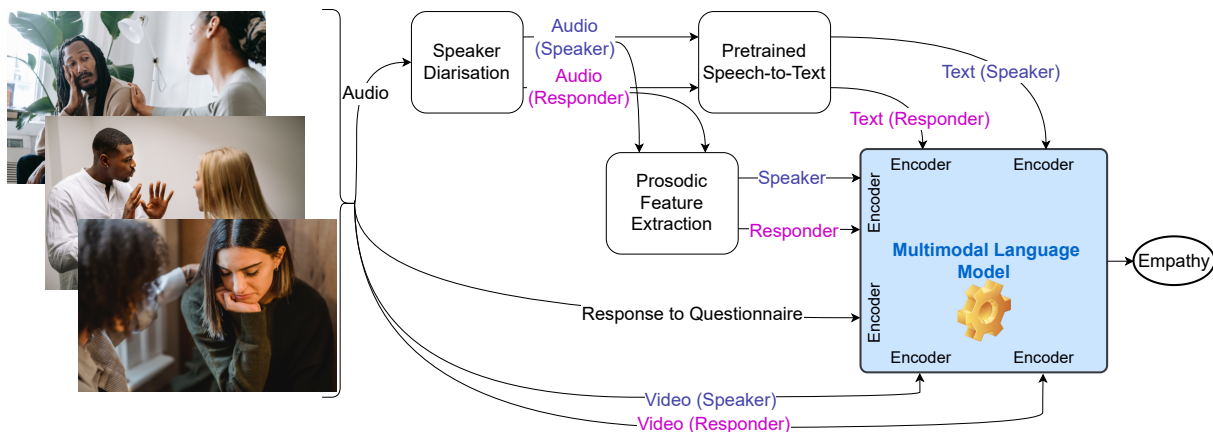 Audio
Speaker
Diarisation
Audio
(Speaker)
Audio
(Responder)
Pretrained
Speech-to-Text
Text (Speaker)
Text (Responder)
Prosodic
Feature
Extraction
Speaker
Responder
Response to Questionnaire
Video (Speaker)
Video (Responder)
Encoder
Encoder
Encoder
Encoder
Multimodal Language
Model
Encoder
Encoder
Empathy